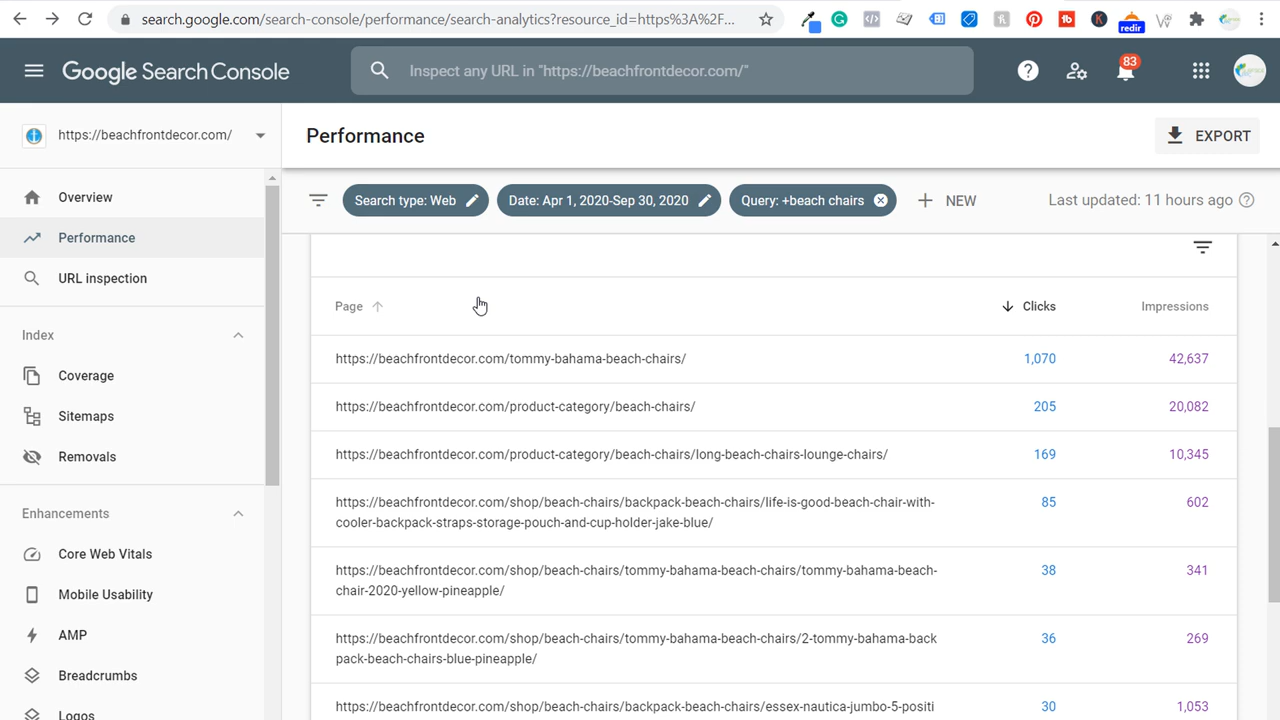 search.google.com/search-console/performance/search-analytics?resource_id=https%3A%2F...
redir
Google Search Console
Inspect any URL in "https://beachfrontdecor.com/"
83
https://beachfrontdecor.com/
Performance
EXPORT
Overview
Performance
URL inspection
Index
Coverage
Sitemaps
Removals
Enhancements
Core Web Vitals
Mobile Usability
AMP
Breadcrumbs
Logos
Search type: Web
Date: Apr 1, 2020-Sep 30, 2020
Query: +beach chairs
NEW
Last updated: 11 hours ago
Page Clicks Impressions
https://beachfrontdecor.com/tommy-bahama-beach-chairs/ 1,070 42,637
https://beachfrontdecor.com/product-category/beach-chairs/ 205 20,082
https://beachfrontdecor.com/product-category/beach-chairs/long-beach-chairs-lounge-chairs/ 169 10,345
https://beachfrontdecor.com/shop/beach-chairs/backpack-beach-chairs/life-is-good-beach-chair-with- 85 602
cooler-backpack-straps-storage-pouch-and-cup-holder-jake-blue/
https://beachfrontdecor.com/shop/beach-chairs/tommy-bahama-beach-chairs/tommy-bahama-beach- 38 341
chair-2020-yellow-pineapple/
https://beachfrontdecor.com/shop/beach-chairs/tommy-bahama-beach-chairs/2-tommy-bahama-back 36 269
pack-beach-chairs-blue-pineapple/
https://beachfrontdecor.com/shop/beach-chairs/backpack-beach-chairs/essex-nautica-jumbo-5-positi 30 1,053